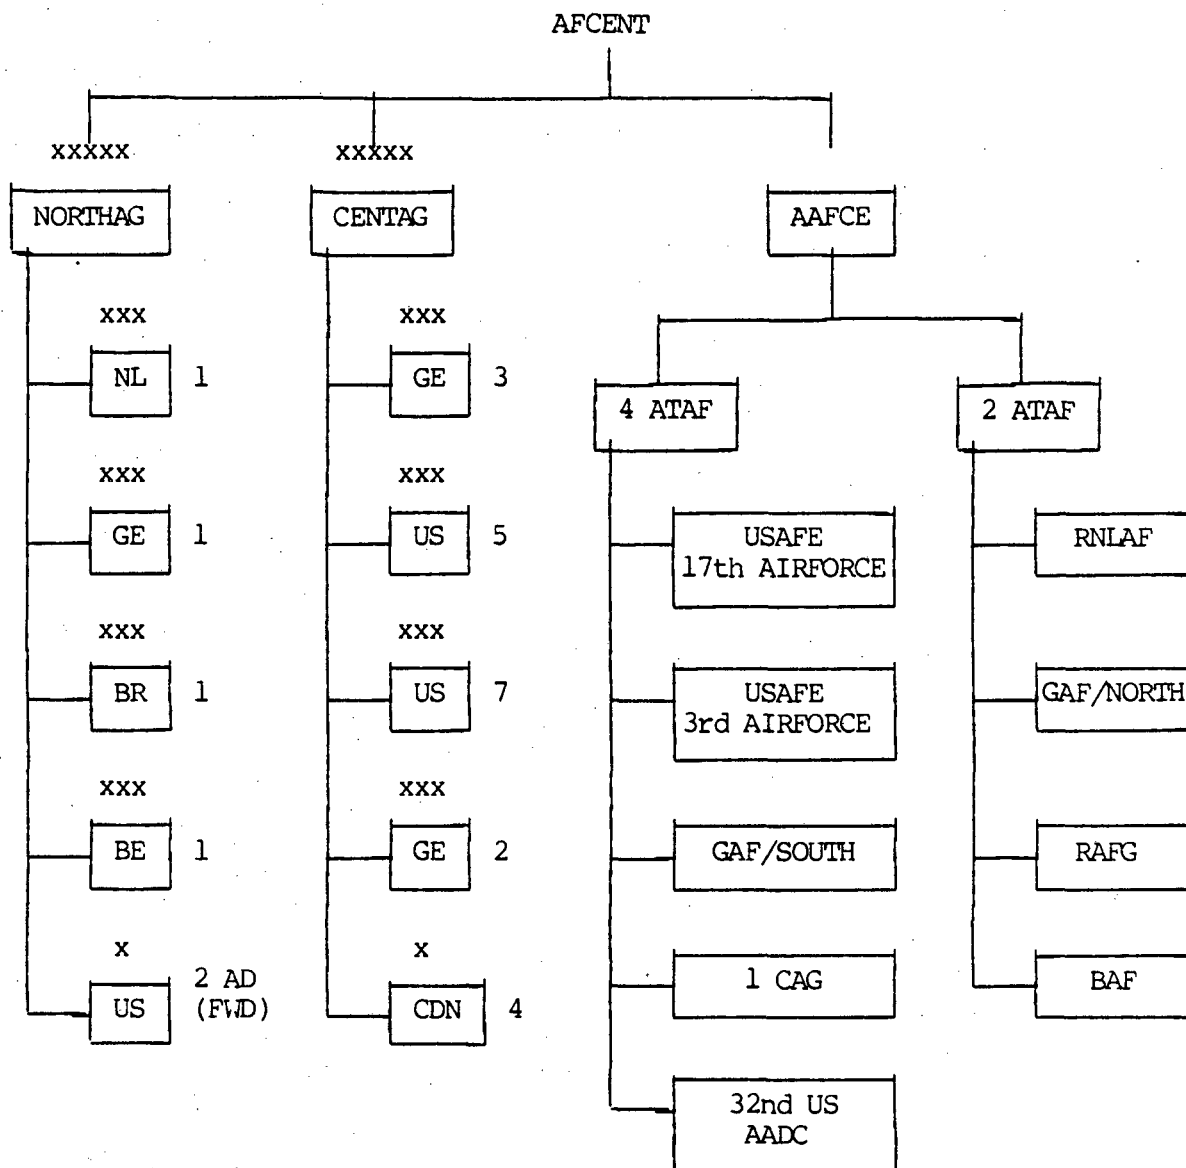 AFCENT
xxxxx xxxxx
NORTHAG CENTAG AAFCE
xxx xxx
NL 1 GE 3
4 ATAF 2 ATAF
xxx xxx
GE 1 US 5
USAFE
17th AIRFORCE
RNLAF
xxx xxx
BR 1 US 7
USAFE
3rd AIRFORCE
GAF/NORTH
xxx xxx
BE 1 GE 2
GAF/SOUTH RAFG
x x
US 2 AD
(FWD)
CDN 4
1 CAG BAF
32nd US
AADC